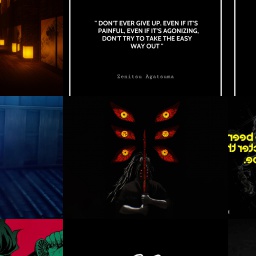 " DON'T EVER GIVE UP. EVEN IF IT'S
PAINFUL, EVEN IF IT'S AGONIZING,
DON'T TRY TO TAKE THE EASY
WAY OUT "
Zenitsu Agatsuma